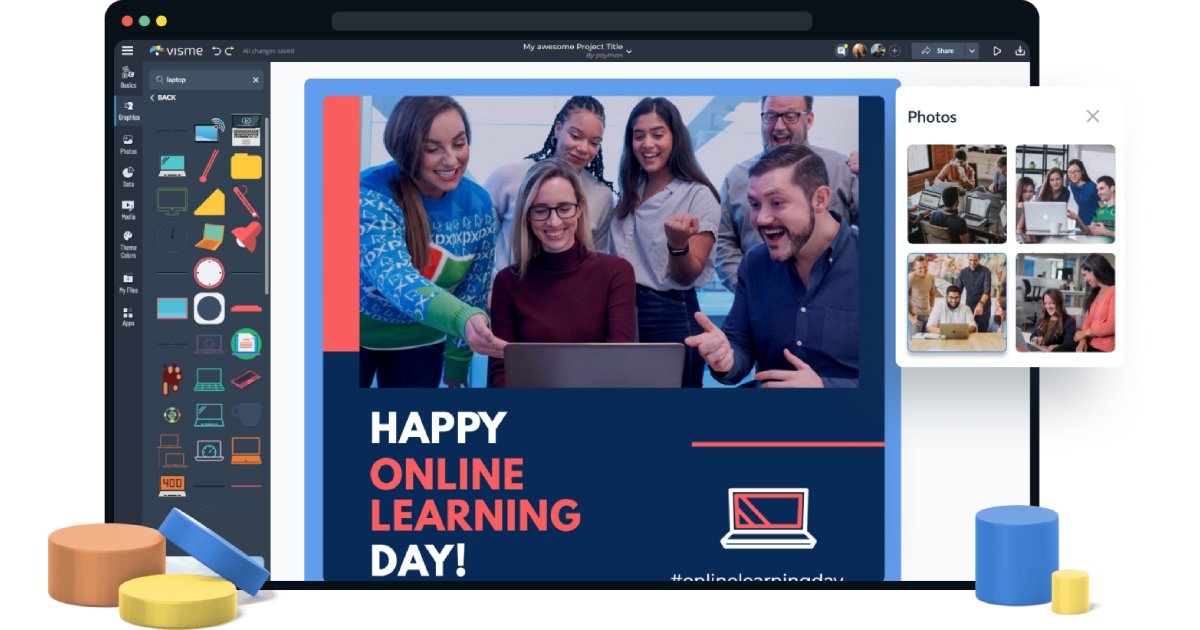 visme
All changes saved
My awesome Project Title
By payman
Share
Basics
Graphics
Photos
Data
Media
Theme
Colors
My Files
Apps
laptop
BACK
400
HAPPY
ONLINE
LEARNING
DAY!
#onlinelearningday
Photos